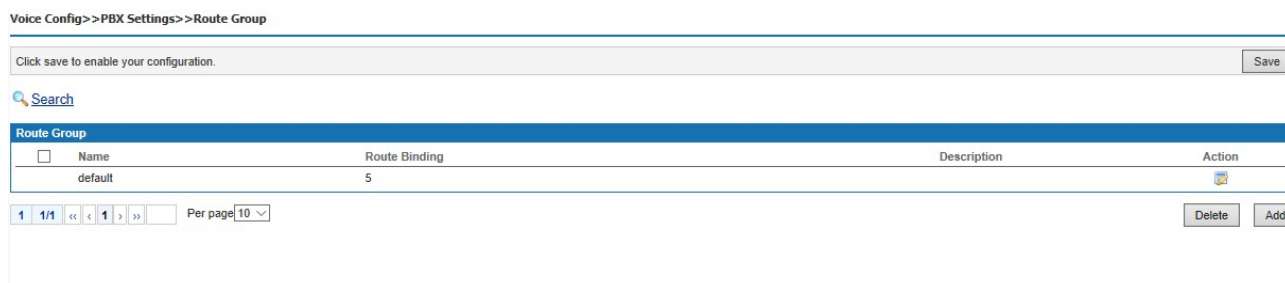 Voice Config>>PBX Settings>>Route Group
Click save to enable your configuration. Save
Search
Route Group
Name Route Binding Description Action
default 5
1 1/1 ‹‹ ‹ 1 › ›› Per page 10 Delete Add